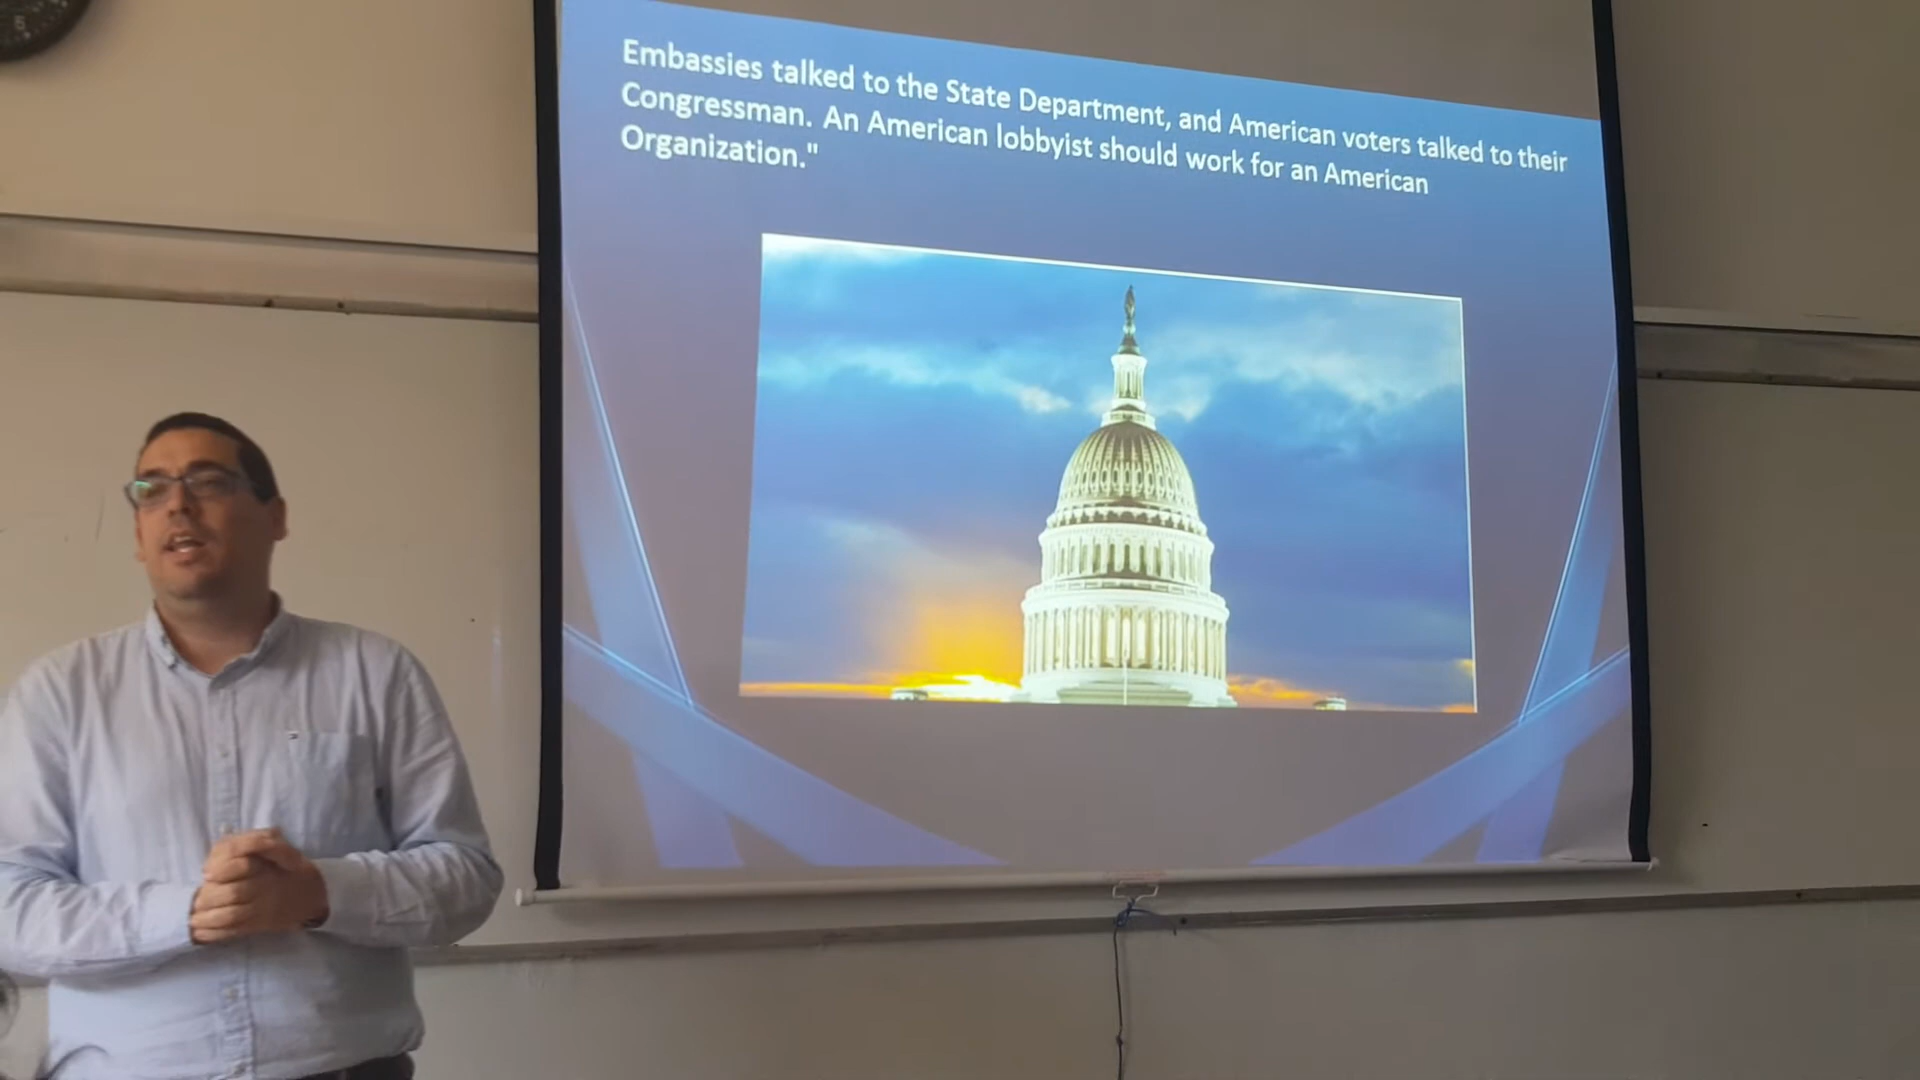 Embassies talked to the State Department, and American voters talked to their
Congressman. An American lobbyist should work for an American
Organization."
5